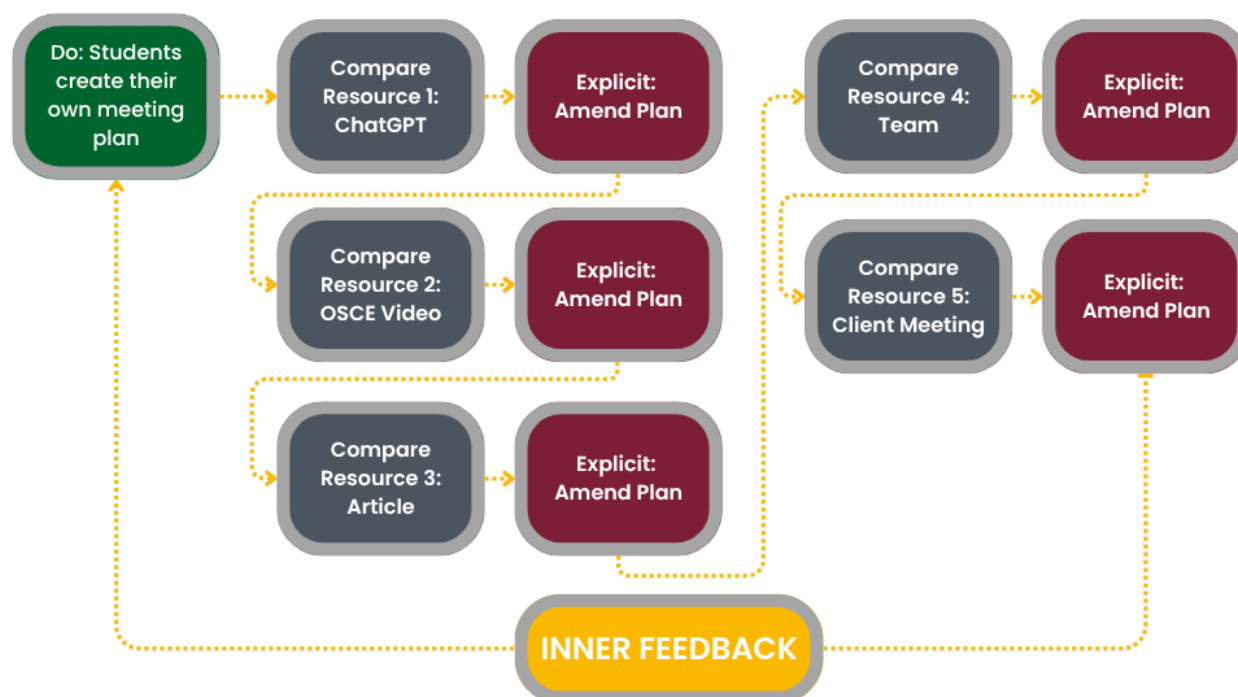 Do: Students
create their
own meeting
plan
Compare
Resource 1:
ChatGPT
Explicit:
Amend Plan
Compare
Resource 2:
OSCE Video
Explicit:
Amend Plan
Compare
Resource 3:
Article
Explicit:
Amend Plan
Compare
Resource 4:
Team
Explicit:
Amend Plan
Compare
Resource 5:
Client Meeting
Explicit:
Amend Plan
INNER FEEDBACK